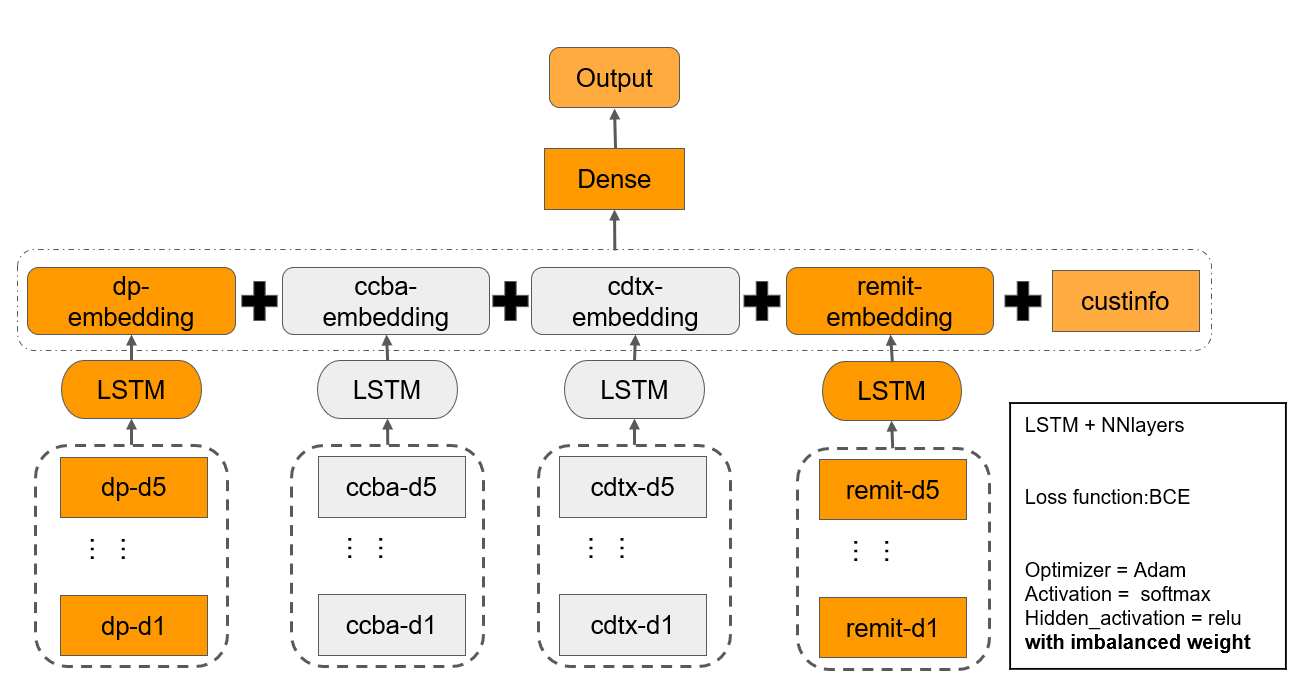 Output
Dense
dp-
embedding
ccba-
embedding
cdtx-
embedding
remit-
embedding
custinfo
LSTM
LSTM
LSTM
LSTM
dp-d5
ccba-d5
cdtx-d5
remit-d5
dp-d1
ccba-d1
cdtx-d1
remit-d1
LSTM + NNlayers
Loss function:BCE
Optimizer = Adam
Activation = softmax
Hidden_activation = relu
with imbalanced weight